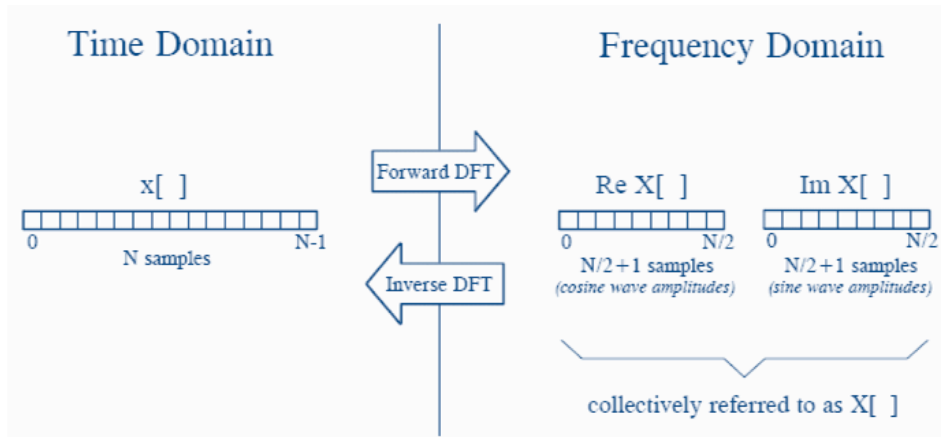 Time Domain
Frequency Domain
Forward DFT
x[ ]
0
N-1
N samples
Inverse DFT
Re X[ ]
0
N/2
N/2+1 samples
(cosine wave amplitudes)
Im X[ ]
0
N/2
N/2+1 samples
(sine wave amplitudes)
collectively referred to as X[ ]